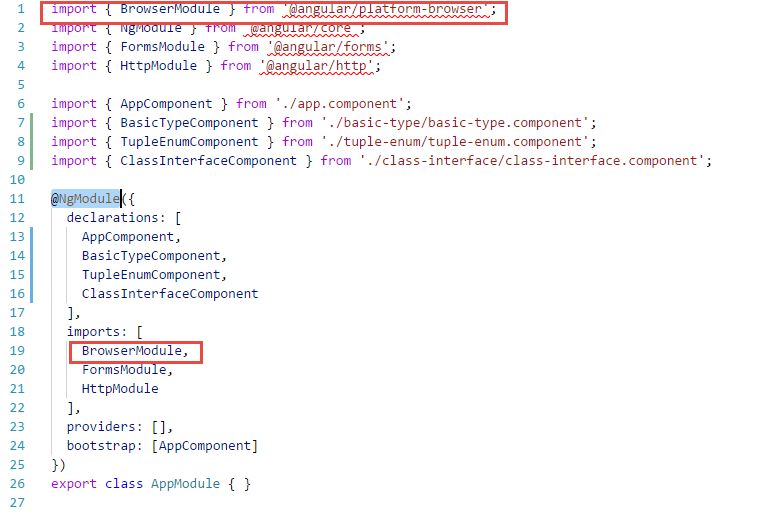 1 import { BrowserModule } from '@angular/platform-browser';
2 import { NgModule } from '@angular/core';
3 import { FormsModule } from '@angular/forms';
4 import { HttpModule } from '@angular/http';
5
6 import { AppComponent } from './app.component';
7 import { BasicTypeComponent } from './basic-type/basic-type.component';
8 import { TupleEnumComponent } from './tuple-enum/tuple-enum.component';
9 import { ClassInterfaceComponent } from './class-interface/class-interface.component';
10
11 @NgModule({
12   declarations: [
13     AppComponent,
14     BasicTypeComponent,
15     TupleEnumComponent,
16     ClassInterfaceComponent
17   ],
18   imports: [
19     BrowserModule,
20     FormsModule,
21     HttpModule
22   ],
23   providers: [],
24   bootstrap: [AppComponent]
25 })
26 export class AppModule { }
27